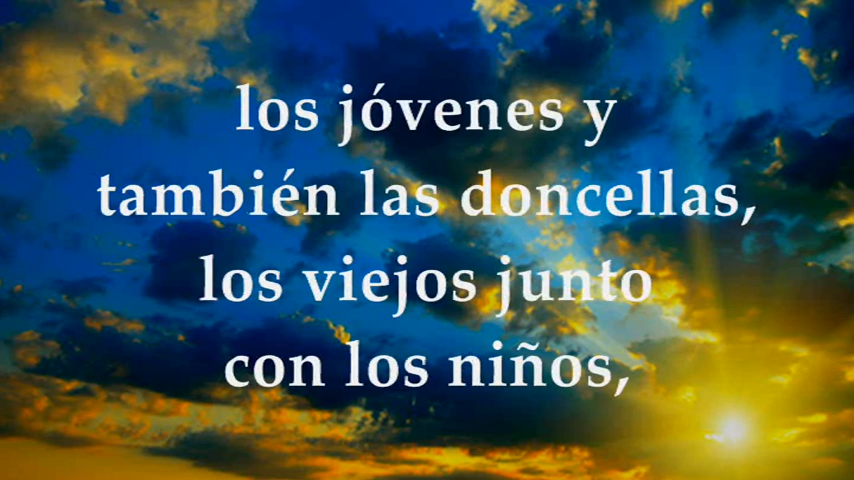 los jóvenes y
también las doncellas,
los viejos junto
con los niños,